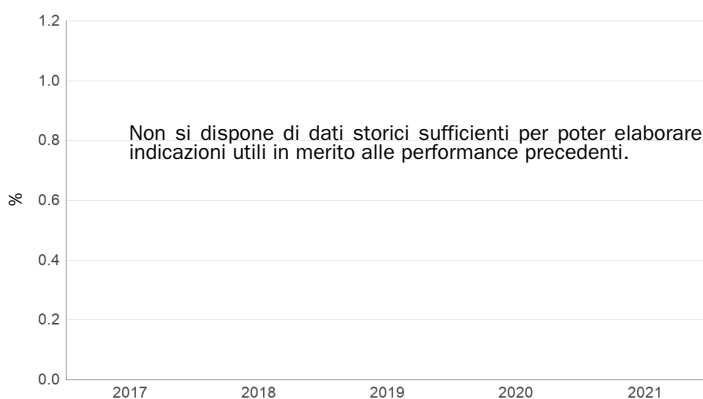 1.2
1.0
Non si dispone di dati storici sufficienti per poter elaborare
0.8
indicazioni utili in merito alle performance precedenti.
%
0.6
0.4
0.2
0.0
2017 2018 2019 2020 2021